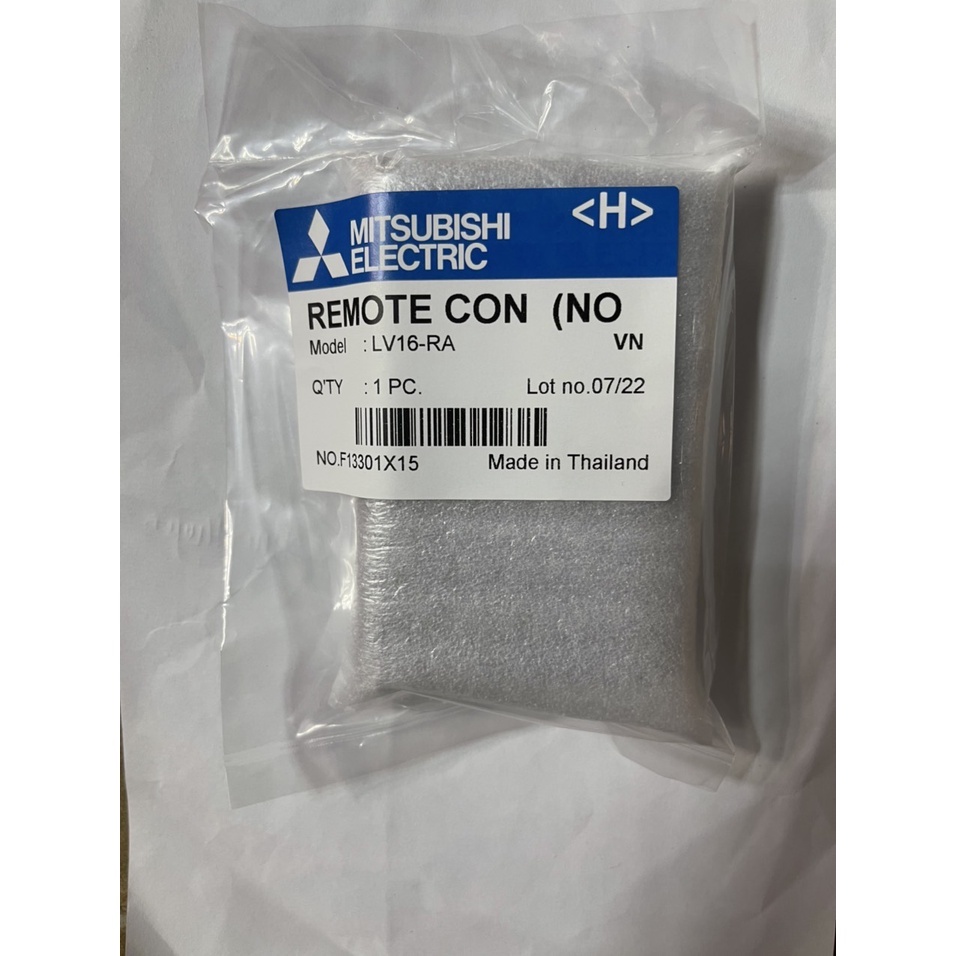 MITSUBISHI
ELECTRIC
<H>
REMOTE CON (NO
Model : LV16-RA VN
Q'TY : 1 PC. Lot no.07/22
NO.F13301X15 Made in Thailand